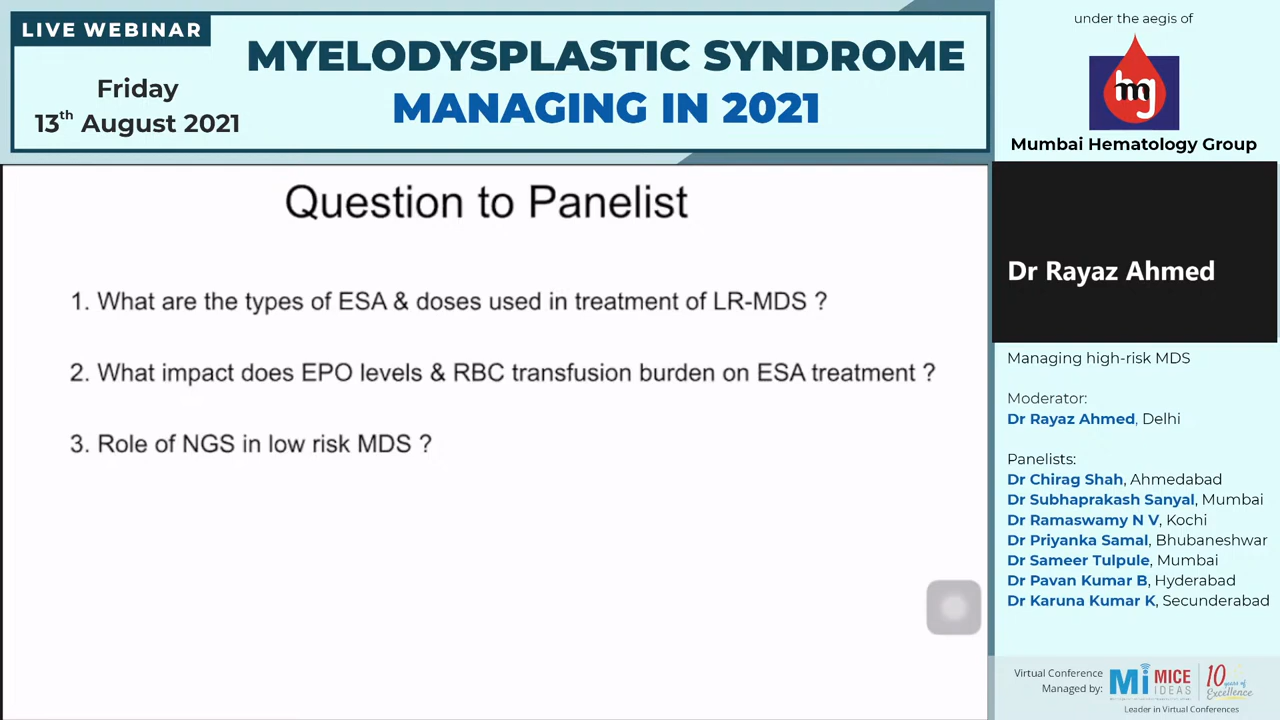 LIVE WEBINAR
Friday
13th August 2021
MYELODYSPLASTIC SYNDROME
MANAGING IN 2021
under the aegis of
hmg
Mumbai Hematology Group
Question to Panelist
1. What are the types of ESA & doses used in treatment of LR-MDS ?
2. What impact does EPO levels & RBC transfusion burden on ESA treatment ?
3. Role of NGS in low risk MDS ?
Dr Rayaz Ahmed
Managing high-risk MDS
Moderator:
Dr Rayaz Ahmed, Delhi
Panelists:
Dr Chirag Shah, Ahmedabad
Dr Subhaprakash Sanyal, Mumbai
Dr Ramaswamy N V, Kochi
Dr Priyanka Samal, Bhubaneshwar
Dr Sameer Tulpule, Mumbai
Dr Pavan Kumar B, Hyderabad
Dr Karuna Kumar K, Secunderabad
Virtual Conference
Managed by:
Mi MICE IDEAS
10 years of Excellence
Leader in Virtual Conferences